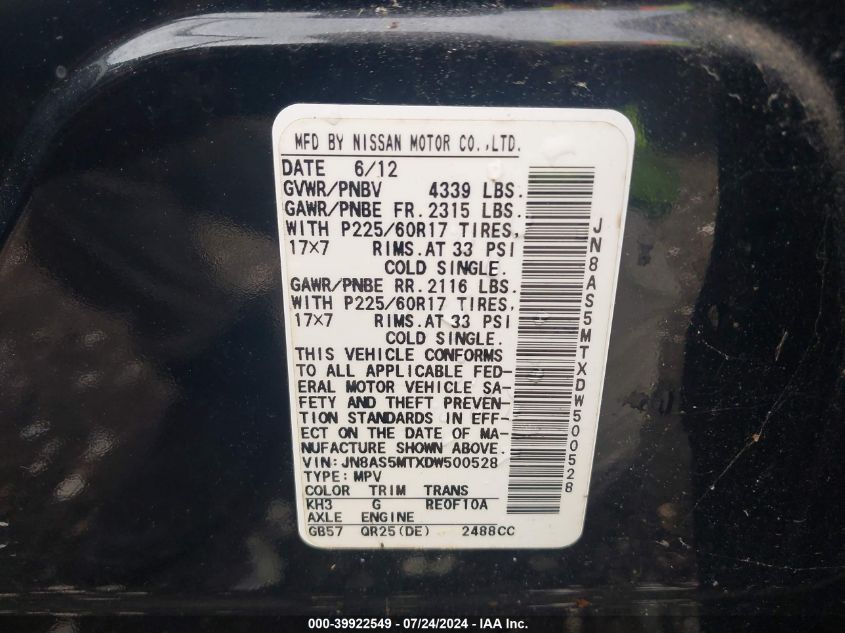 MFD BY NISSAN MOTOR CO.,LTD.
DATE 6/12
GVWR/PNBV 4339 LBS.
GAWR/PNBE FR. 2315 LBS.
WITH P225/60R17 TIRES,
17×7 RIMS.AT 33 PSI
COLD SINGLE.
GAWR/PNBE RR. 2116 LBS.
WITH P225/60R17 TIRES,
17×7 RIMS.AT 33 PSI
COLD SINGLE.
THIS VEHICLE CONFORMS
TO ALL APPLICABLE FED-
ERAL MOTOR VEHICLE SA-
FETY AND THEFT PREVEN-
TION STANDARDS IN EFF-
ECT ON THE DATE OF MA-
NUFACTURE SHOWN ABOVE.
VIN: JN8AS5MTXDW500528
TYPE: MPV
COLOR TRIM TRANS
KH3 G RE0F10A
AXLE ENGINE
GB57 QR25(DE) 2488CC
JN8AS5MTXDW500528
000-39922549 / 07/24/2024 / ©IAA Holdings, LLC.